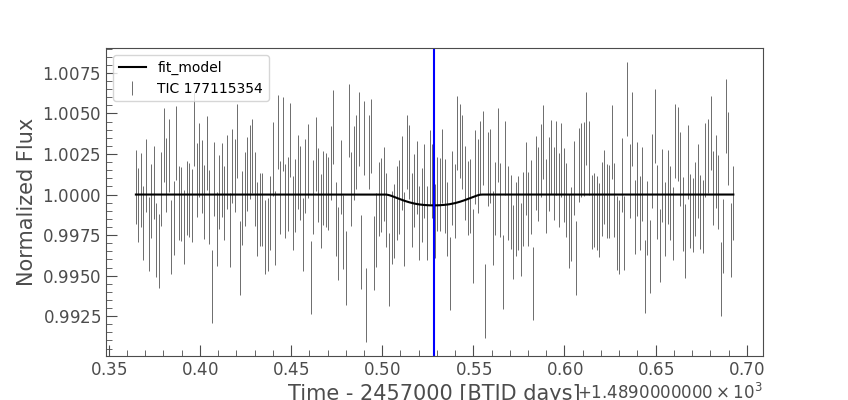 fit_model
TIC 177115354
Normalized Flux
1.0075
1.0050
1.0025
1.0000
0.9975
0.9950
0.9925
0.35 0.40 0.45 0.50 0.55 0.60 0.65 0.70
Time - 2457000 [BTJD days]
+1.4890000000 × 10³